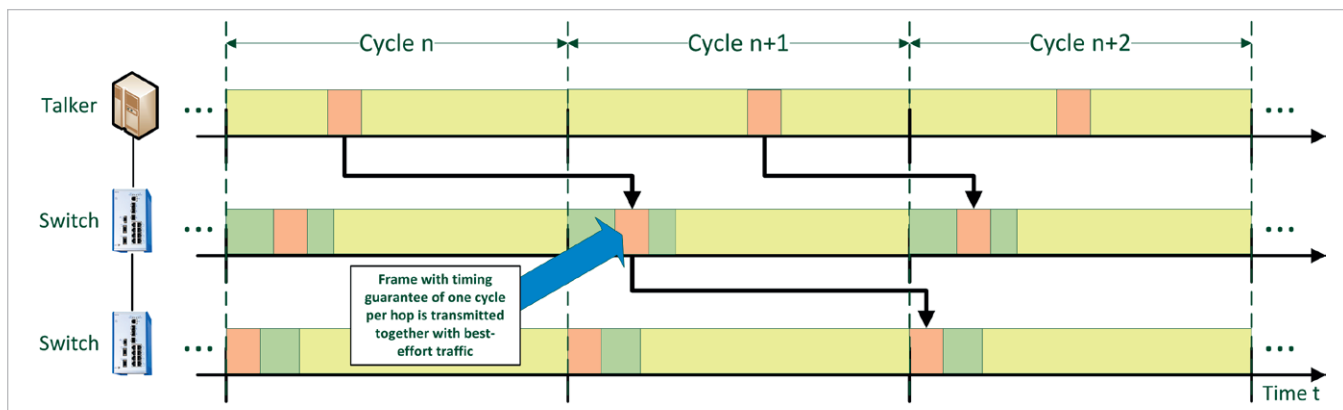 Cycle n
Cycle n+1
Cycle n+2
Talker
...
...
Switch
...
...
Frame with timing
guarantee of one cycle
per hop is transmitted
together with best-
effort traffic
Switch
...
...
Time t